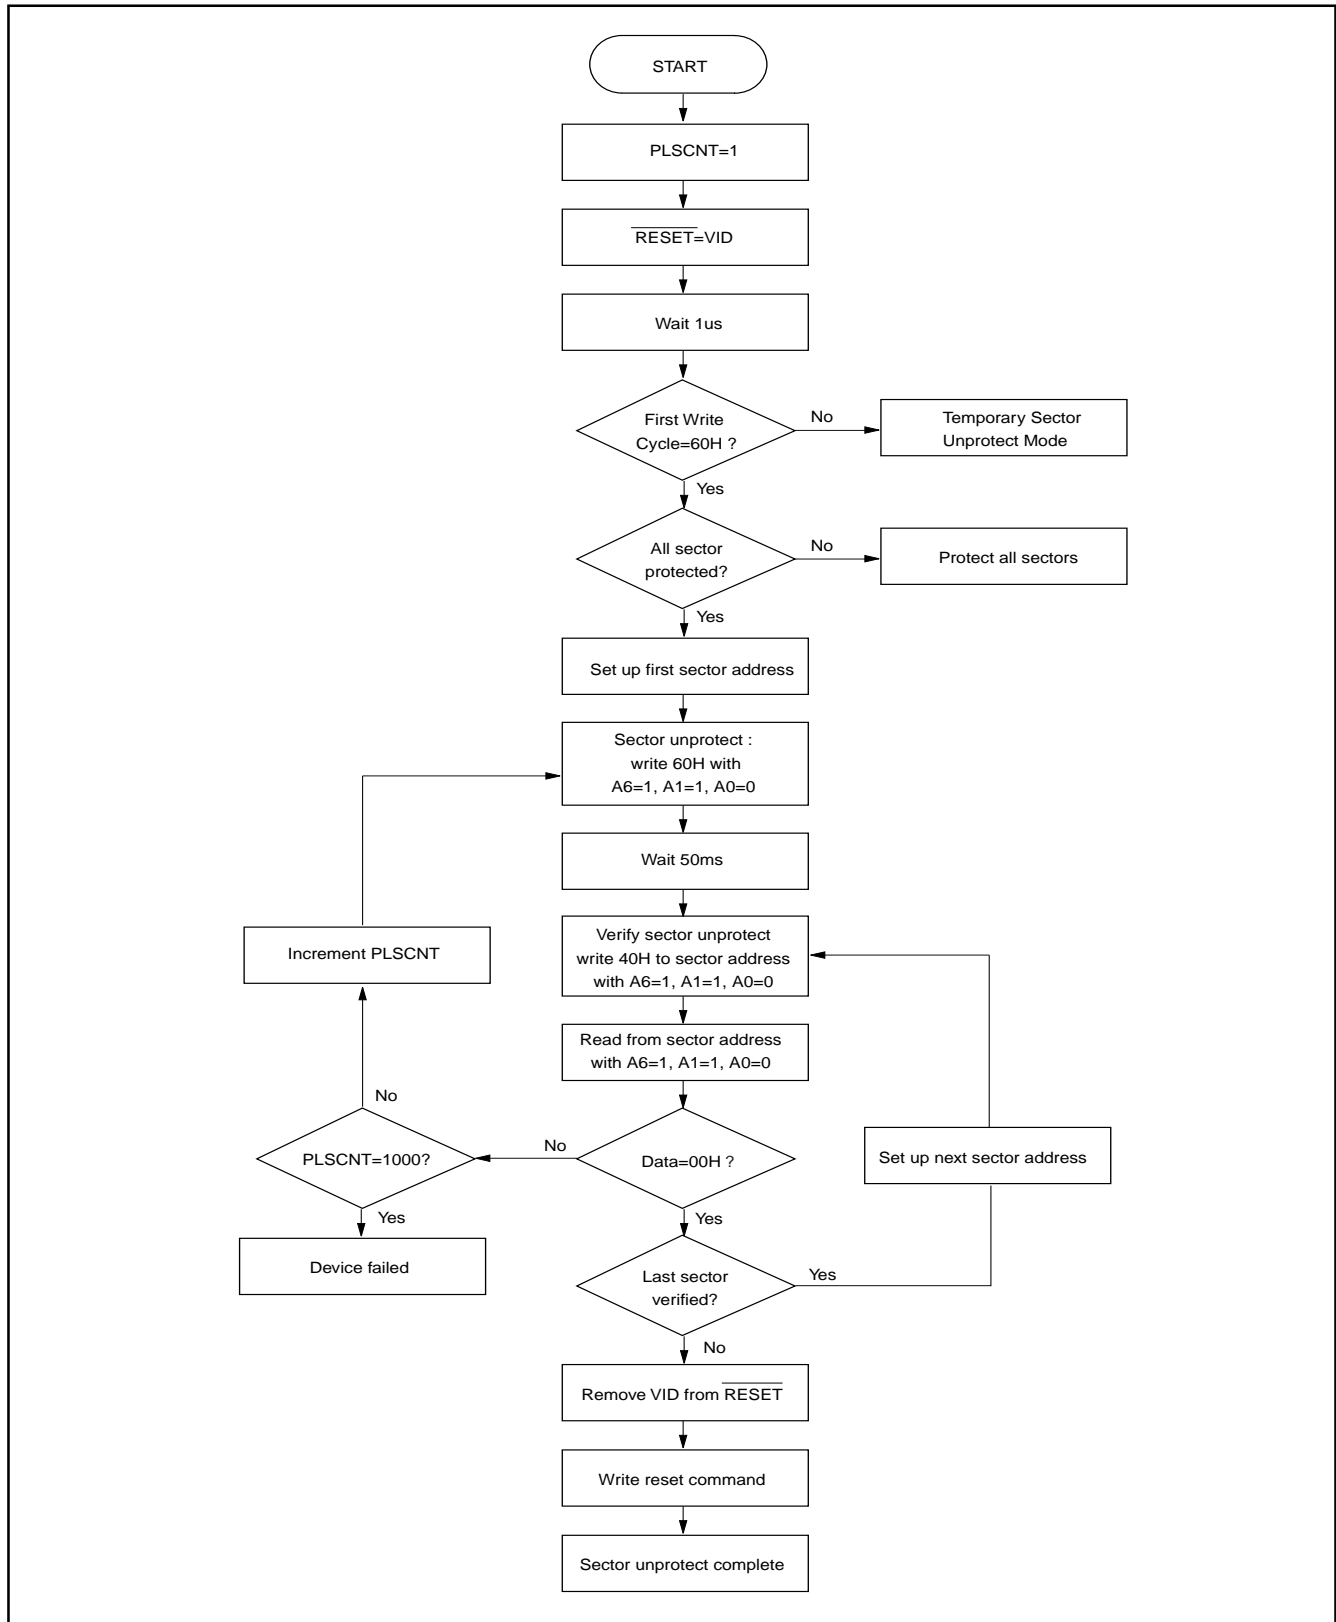 START
PLSCNT=1
RESET=VID
Wait 1us
First Write
Cycle=60H ?
No
Temporary Sector
Unprotect Mode
Yes
All sector
protected?
No
Protect all sectors
Yes
Set up first sector address
Sector unprotect :
write 60H with
A6=1, A1=1, A0=0
Wait 50ms
Increment PLSCNT
Verify sector unprotect
write 40H to sector address
with A6=1, A1=1, A0=0
Read from sector address
with A6=1, A1=1, A0=0
No
PLSCNT=1000?
No
Data=00H ?
Set up next sector address
Yes
Yes
Device failed
Last sector
verified?
Yes
No
Remove VID from RESET
Write reset command
Sector unprotect complete